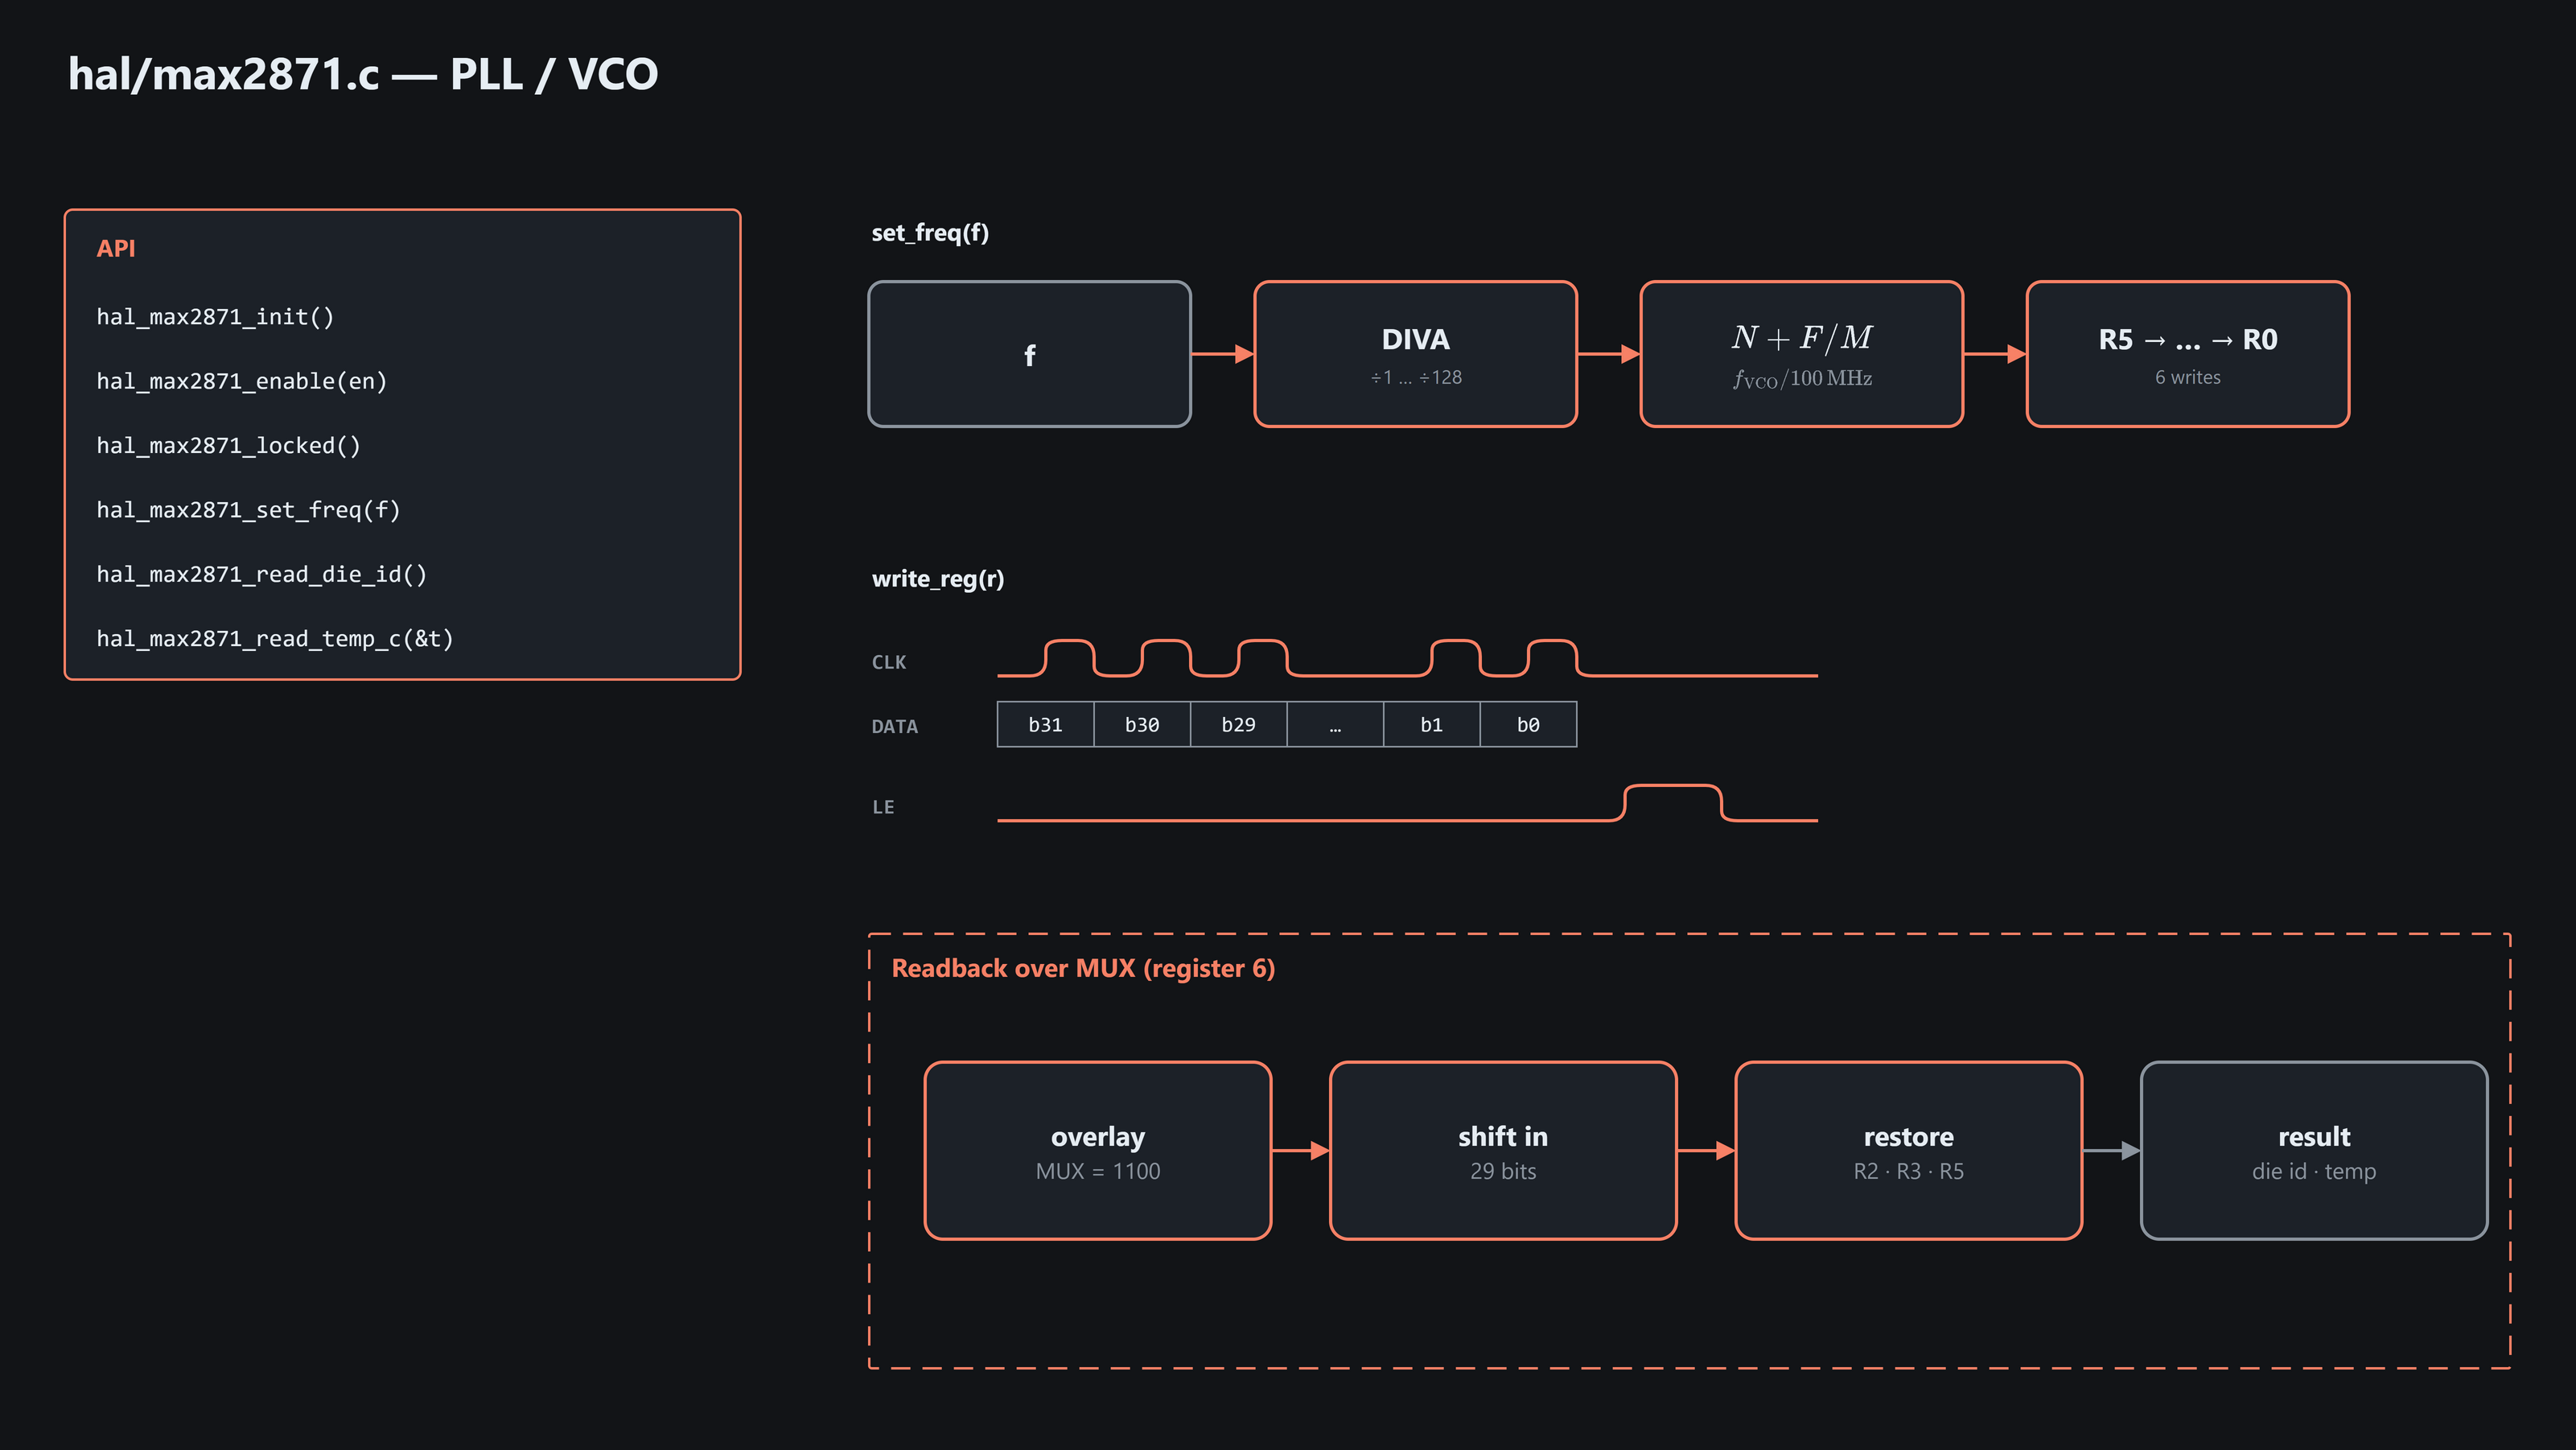 hal/max2871.c — PLL / VCO
API
hal_max2871_init()
hal_max2871_enable(en)
hal_max2871_locked()
hal_max2871_set_freq(f)
hal_max2871_read_die_id()
hal_max2871_read_temp_c(&t)
set_freq(f)
f
DIVA
÷1 ... ÷128
N + F/M
f_VCO/100 MHz
R5 → ... → R0
6 writes
write_reg(r)
CLK
DATA
b31 b30 b29 … b1 b0
LE
Readback over MUX (register 6)
overlay
MUX = 1100
shift in
29 bits
restore
R2 · R3 · R5
result
die id · temp